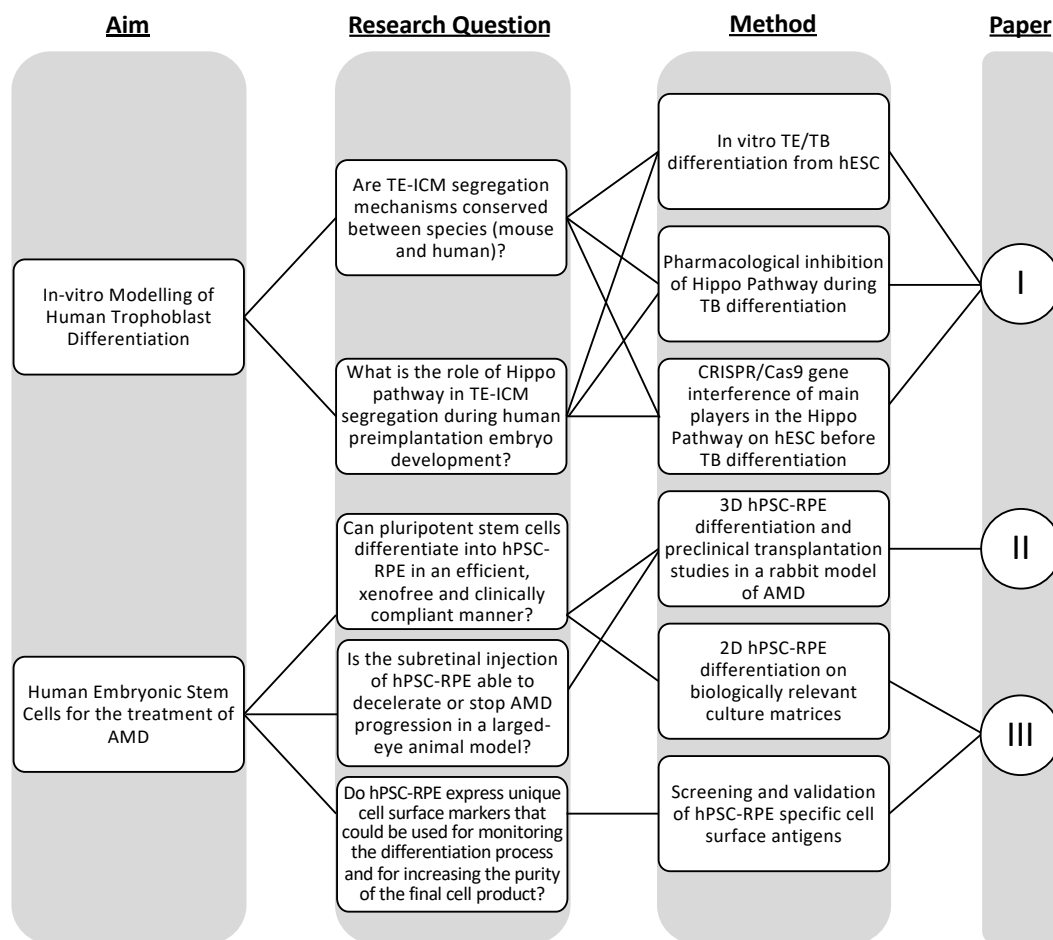 Aim
Research Question
Method
Paper
In-vitro Modelling of
Human Trophoblast
Differentiation
Human Embryonic Stem
Cells for the treatment of
AMD
Are TE-ICM segregation
mechanisms conserved
between species (mouse
and human)?
What is the role of Hippo
pathway in TE-ICM
segregation during human
preimplantation embryo
development?
Can pluripotent stem cells
differentiate into hPSC-
RPE in an efficient,
xenofree and clinically
compliant manner?
Is the subretinal injection
of hPSC-RPE able to
decelerate or stop AMD
progression in a larged-
eye animal model?
Do hPSC-RPE express unique
cell surface markers that
could be used for monitoring
the differentiation process
and for increasing the purity
of the final cell product?
In vitro TE/TB
differentiation from hESC
Pharmacological inhibition
of Hippo Pathway during
TB differentiation
CRISPR/Cas9 gene
interference of main
players in the Hippo
Pathway on hESC before
TB differentiation
3D hPSC-RPE
differentiation and
preclinical transplantation
studies in a rabbit model
of AMD
2D hPSC-RPE
differentiation on
biologically relevant
culture matrices
Screening and validation
of hPSC-RPE specific cell
surface antigens
I
II
III